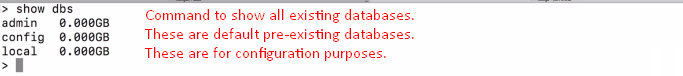 > show dbs
Command to show all existing databases.
admin 0.000GB
config 0.000GB
These are default pre-existing databases.
local 0.000GB
These are for configuration purposes.
>